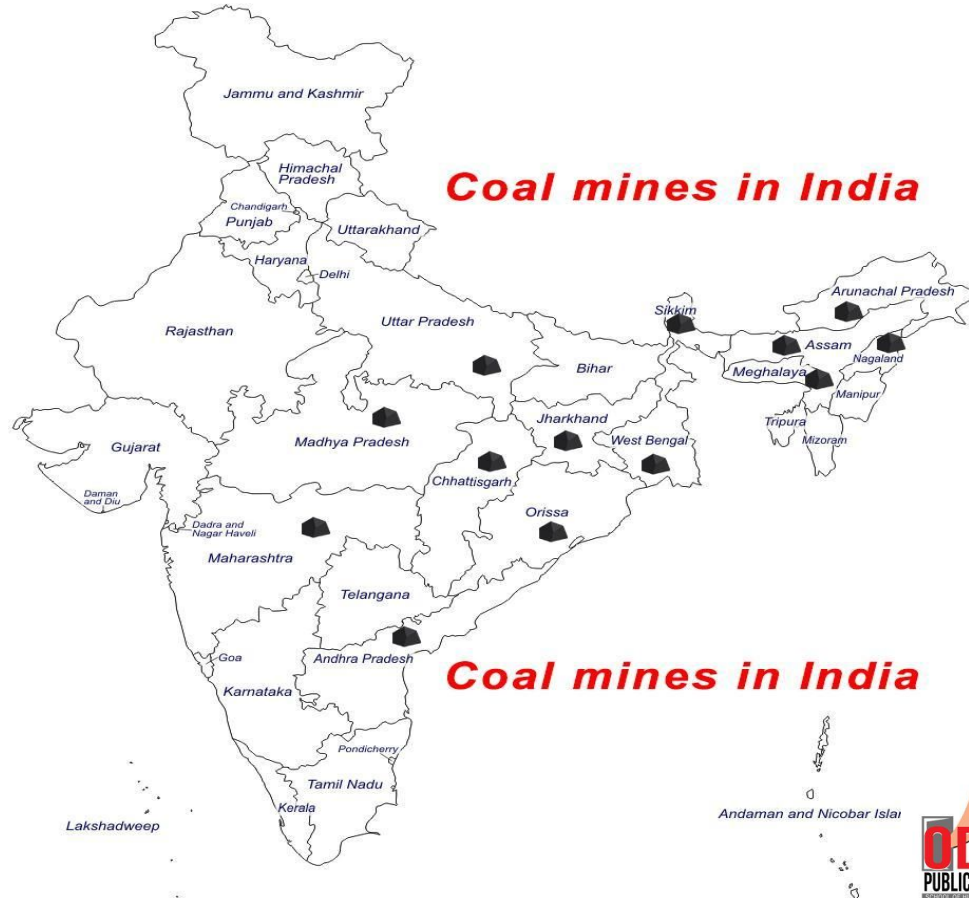 Jammu and Kashmir
Himachal
Pradesh
Coal mines in India
Chandigarh
Punjab
Uttarakhand
Haryana
Delhi
Arunachal Pradesh
Sikkim
Rajasthan
Uttar Pradesh
Assam
Nagaland
Bihar
Meghalaya
Manipur
Jharkhand
Tripura
Mizoram
West Bengal
Madhya Pradesh
Gujarat
Chhattisgarh
Daman
and Diu
Orissa
Dadra and
Nagar Haveli
Maharashtra
Telangana
Goa
Andhra Pradesh
Coal mines in India
Karnataka
Pondicherry
Tamil Nadu
Kerala
Lakshadweep
Andaman and Nicobar Islar
PUBLIC